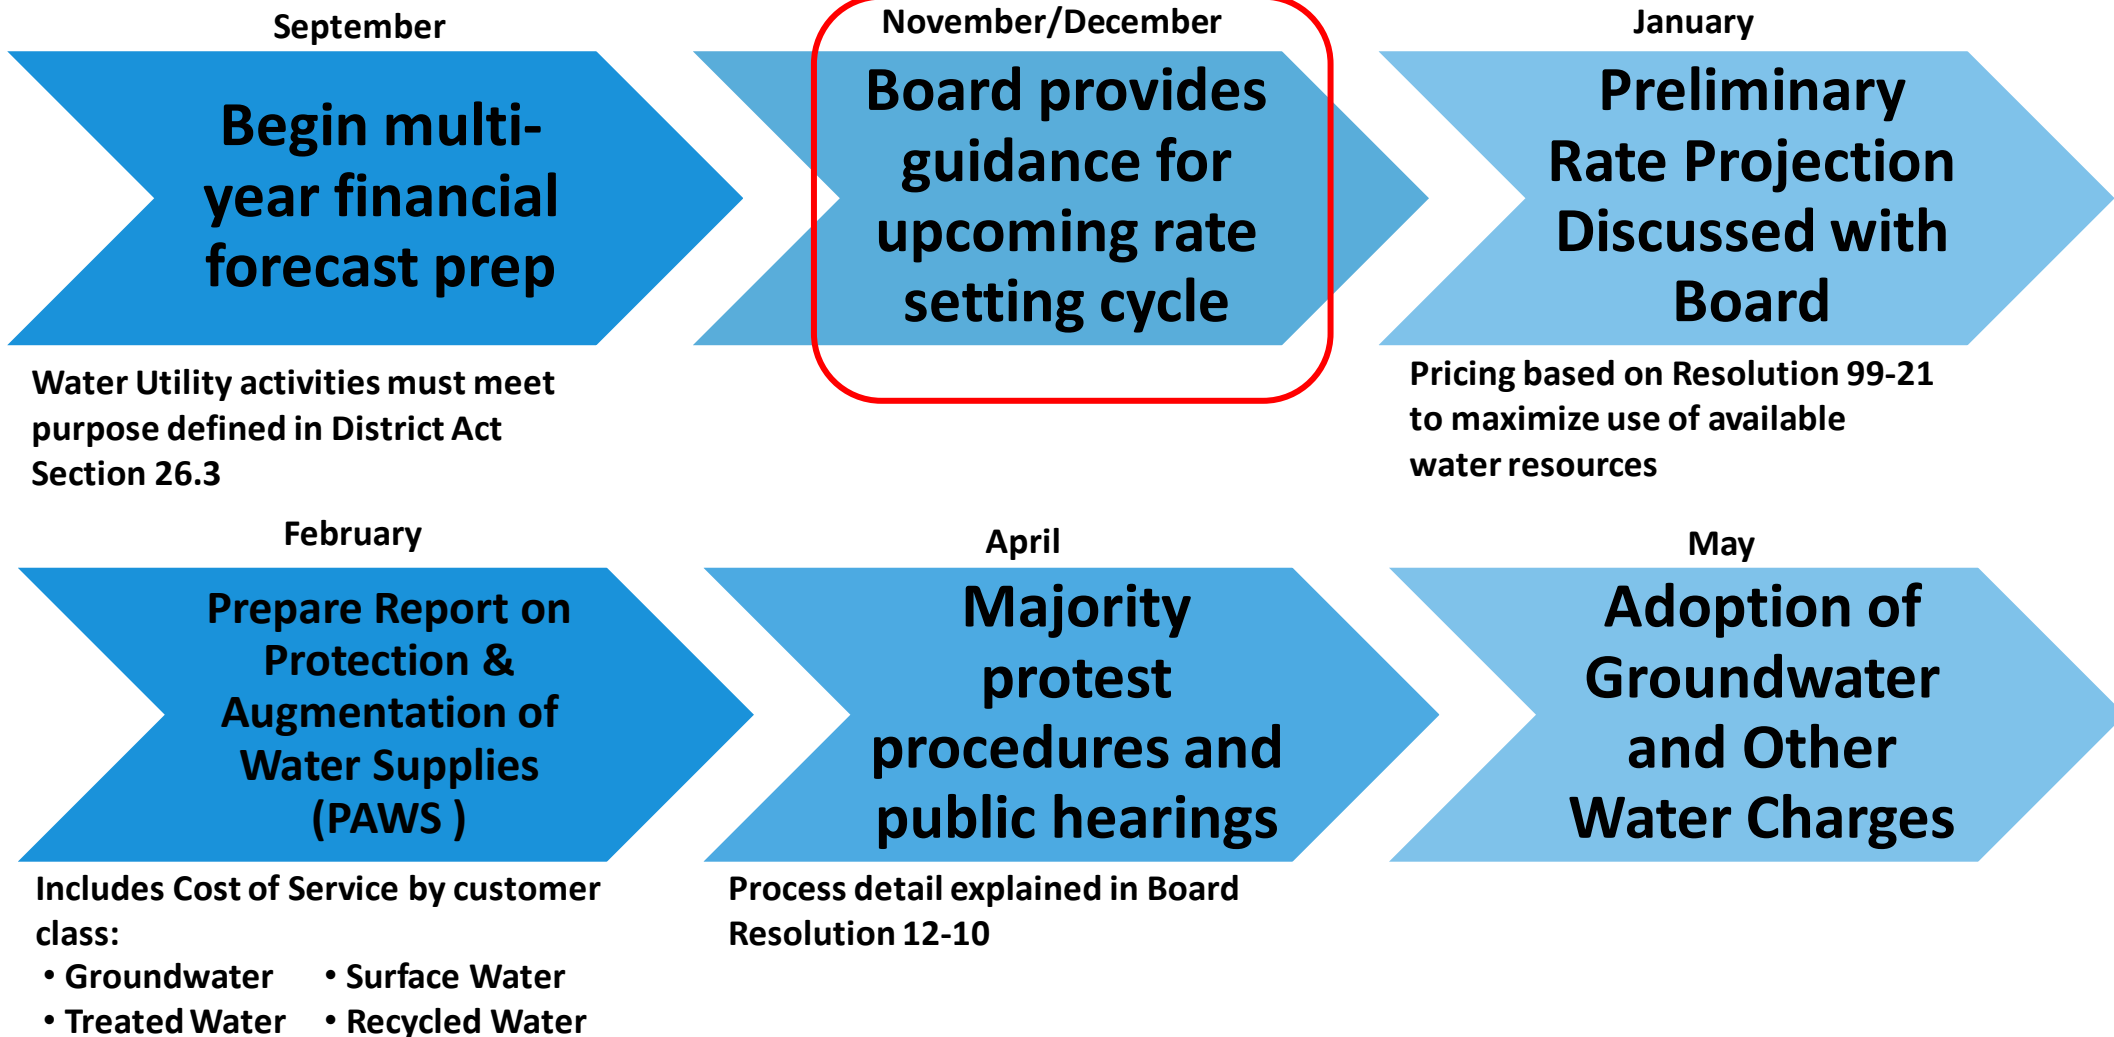 September
Begin multi-
year financial
forecast prep
Water Utility activities must meet
purpose defined in District Act
Section 26.3
November/December
Board provides
guidance for
upcoming rate
setting cycle
January
Preliminary
Rate Projection
Discussed with
Board
Pricing based on Resolution 99-21
to maximize use of available
water resources
February
Prepare Report on
Protection &
Augmentation of
Water Supplies
(PAWS )
Includes Cost of Service by customer
class:
• Groundwater
• Treated Water
• Surface Water
• Recycled Water
April
Majority
protest
procedures and
public hearings
Process detail explained in Board
Resolution 12-10
May
Adoption of
Groundwater
and Other
Water Charges